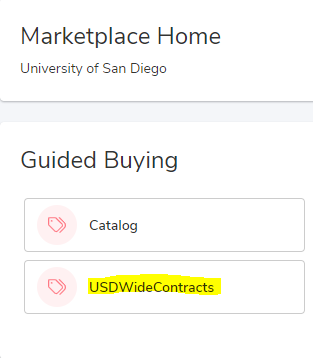 Marketplace Home
University of San Diego
Guided Buying
Catalog
USDWideContracts